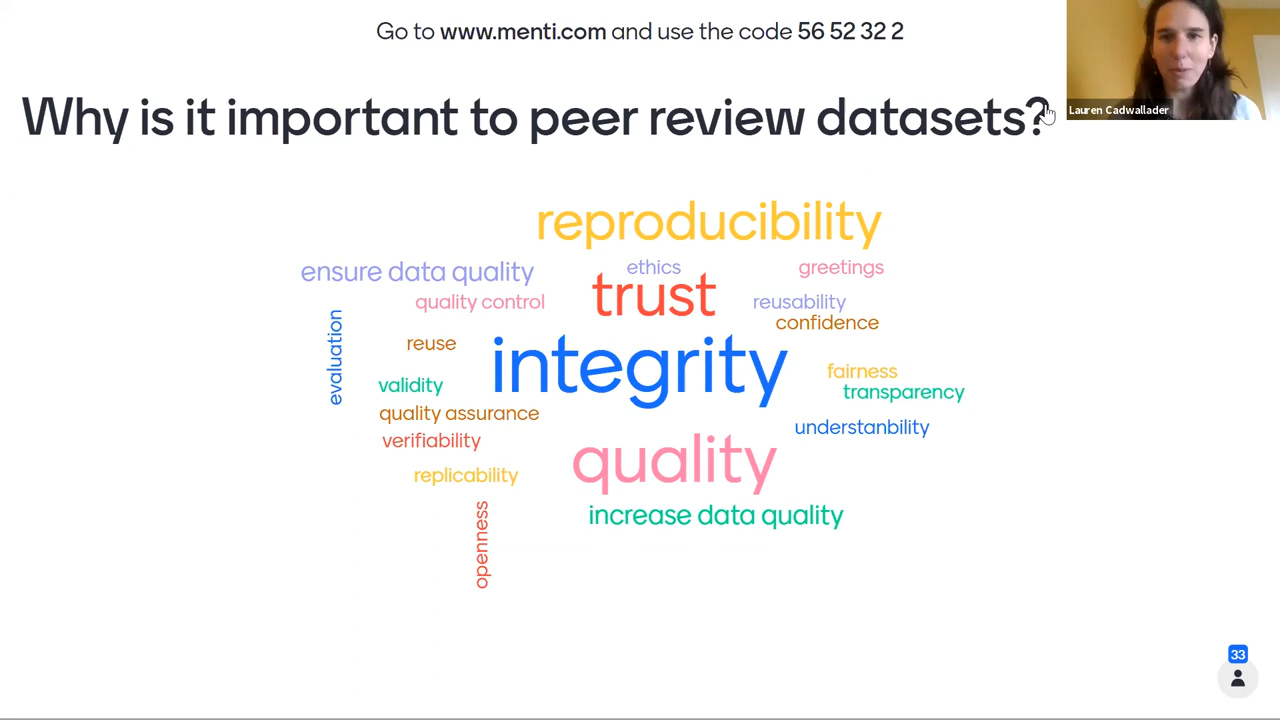 Go to www.menti.com and use the code 56 52 32 2
Lauren Cadwallader
Why is it important to peer review datasets?
reproducibility
ensure data quality
ethics
greetings
quality control
trust
reusability
confidence
evaluation
reuse
integrity
fairness
validity
transparency
quality assurance
understanbility
verifiability
quality
replicability
increase data quality
openness
33